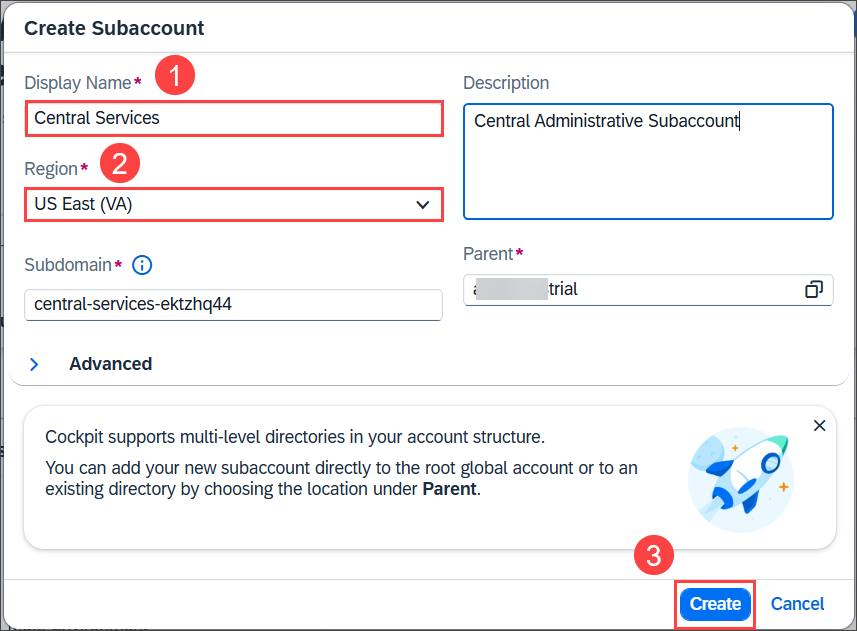 Create Subaccount
Display Name*
1
Central Services
Region*
2
US East (VA)
Subdomain*
central-services-ektzhq44
Description
Central Administrative Subaccount
Parent*
trial
Advanced
Cockpit supports multi-level directories in your account structure.
You can add your new subaccount directly to the root global account or to an
existing directory by choosing the location under Parent.
3
Create
Cancel